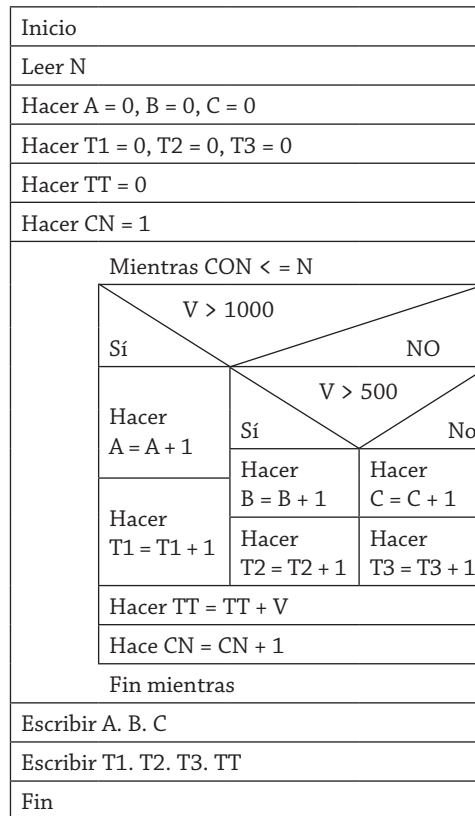 Inicio
Leer N
Hacer A = 0, B = 0, C = 0
Hacer T1 = 0, T2 = 0, T3 = 0
Hacer TT = 0
Hacer CN = 1
Mientras CON < = N
V > 1000
Sí NO
Hacer
A = A + 1
Hacer
T1 = T1 + 1
V > 500
Sí No
Hacer
B = B + 1
Hacer
C = C + 1
Hacer
T2 = T2 + 1
Hacer
T3 = T3 + 1
Hacer TT = TT + V
Hace CN = CN + 1
Fin mientras
Escribir A. B. C
Escribir T1. T2. T3. TT
Fin